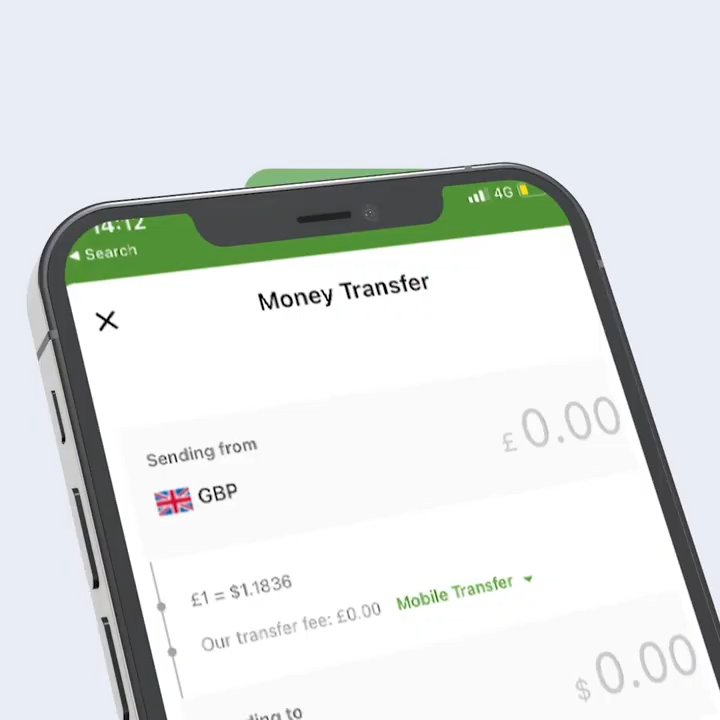 14:12
4G
Search
Money Transfer
Sending from
£0.00
GBP
£1 = $1.1836
Our transfer fee: £0.00 Mobile Transfer
$0.00
to